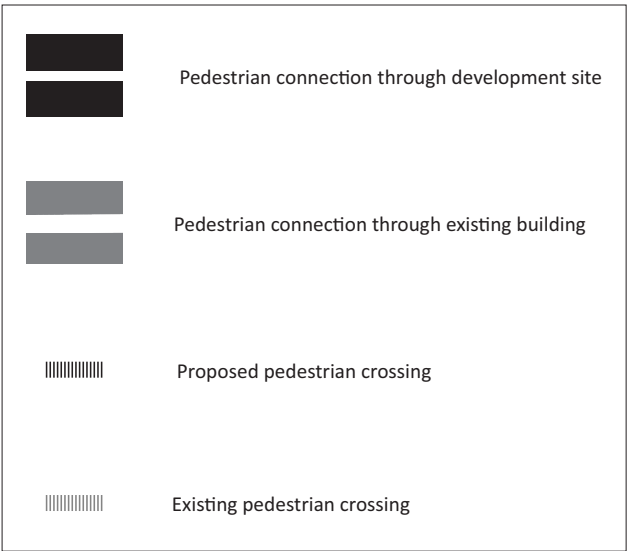 Pedestrian connection through development site
Pedestrian connection through existing building
Proposed pedestrian crossing
Existing pedestrian crossing